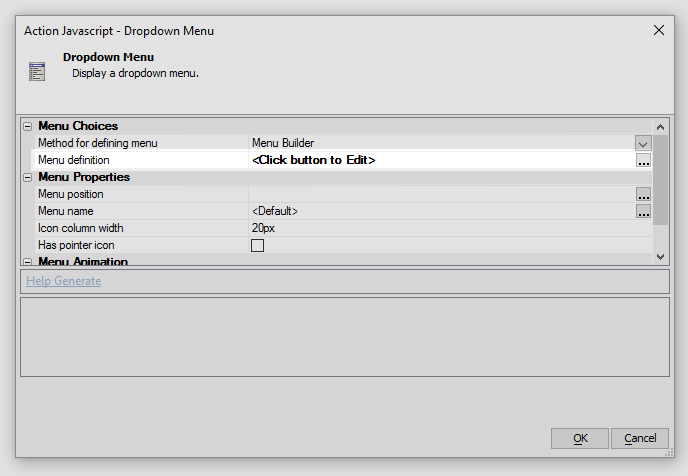 Action Javascript - Dropdown Menu
Dropdown Menu
Display a dropdown menu.
Menu Choices
Method for defining menu Menu Builder
Menu definition <Click button to Edit> ...
Menu Properties
Menu position ...
Menu name <Default> ...
Icon column width 20px
Has pointer icon
Menu Animation
Help Generate
OK Cancel